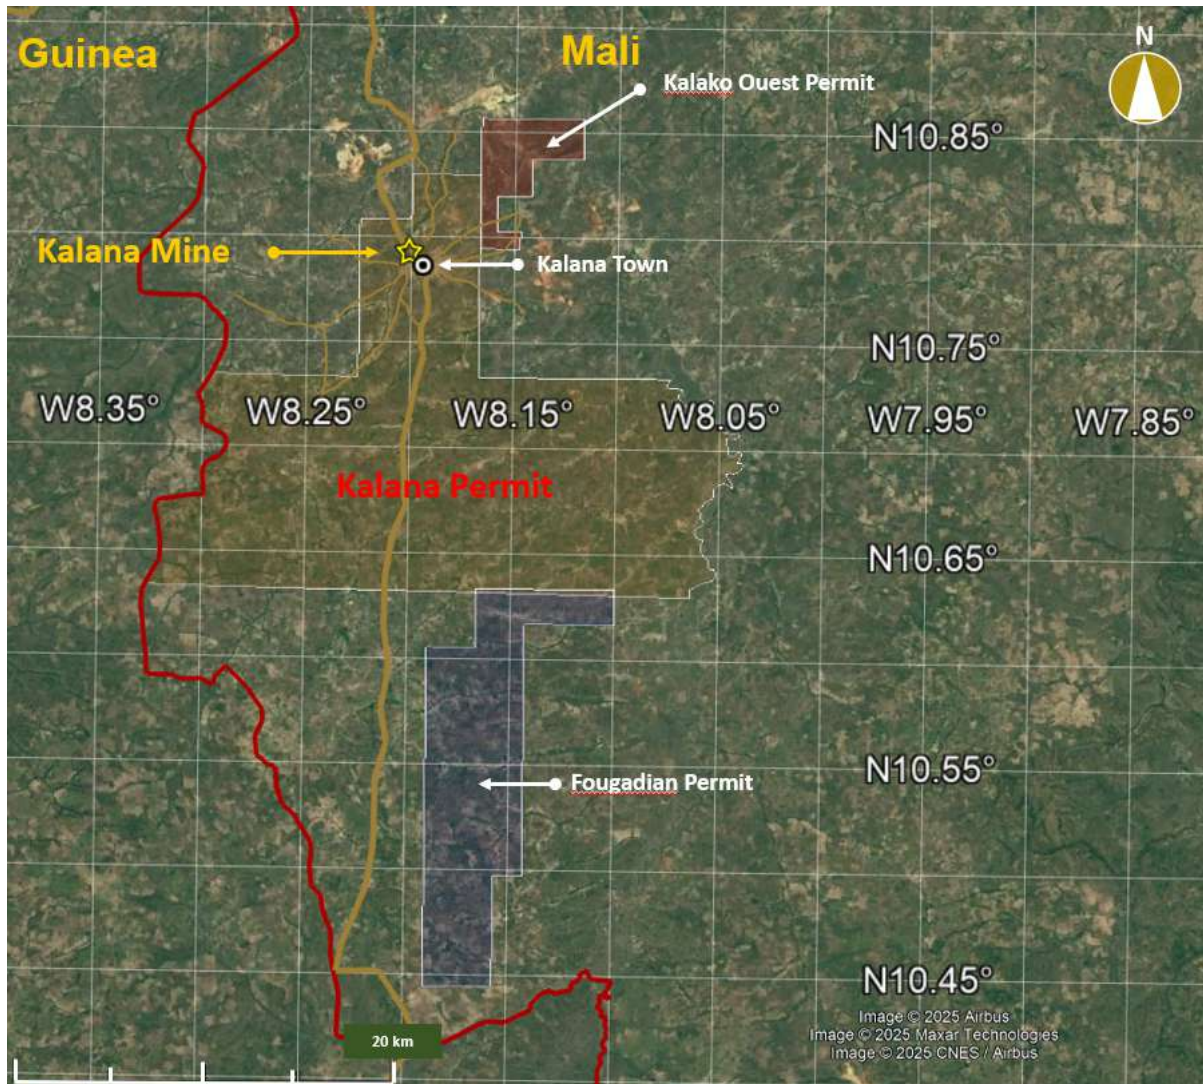 Guinea
Mali
N
Kalako Ouest Permit
N10.85°
Kalana Mine
Kalana Town
N10.75°
W8.35°
W8.25°
W8.15°
W8.05°
W7.95°
W7.85°
Kalana Permit
N10.65°
N10.55°
Fougadian Permit
N10.45°
Image © 2025 Airbus
Image © 2025 Maxar Technologies
Image © 2025 CNES / Airbus
20 km